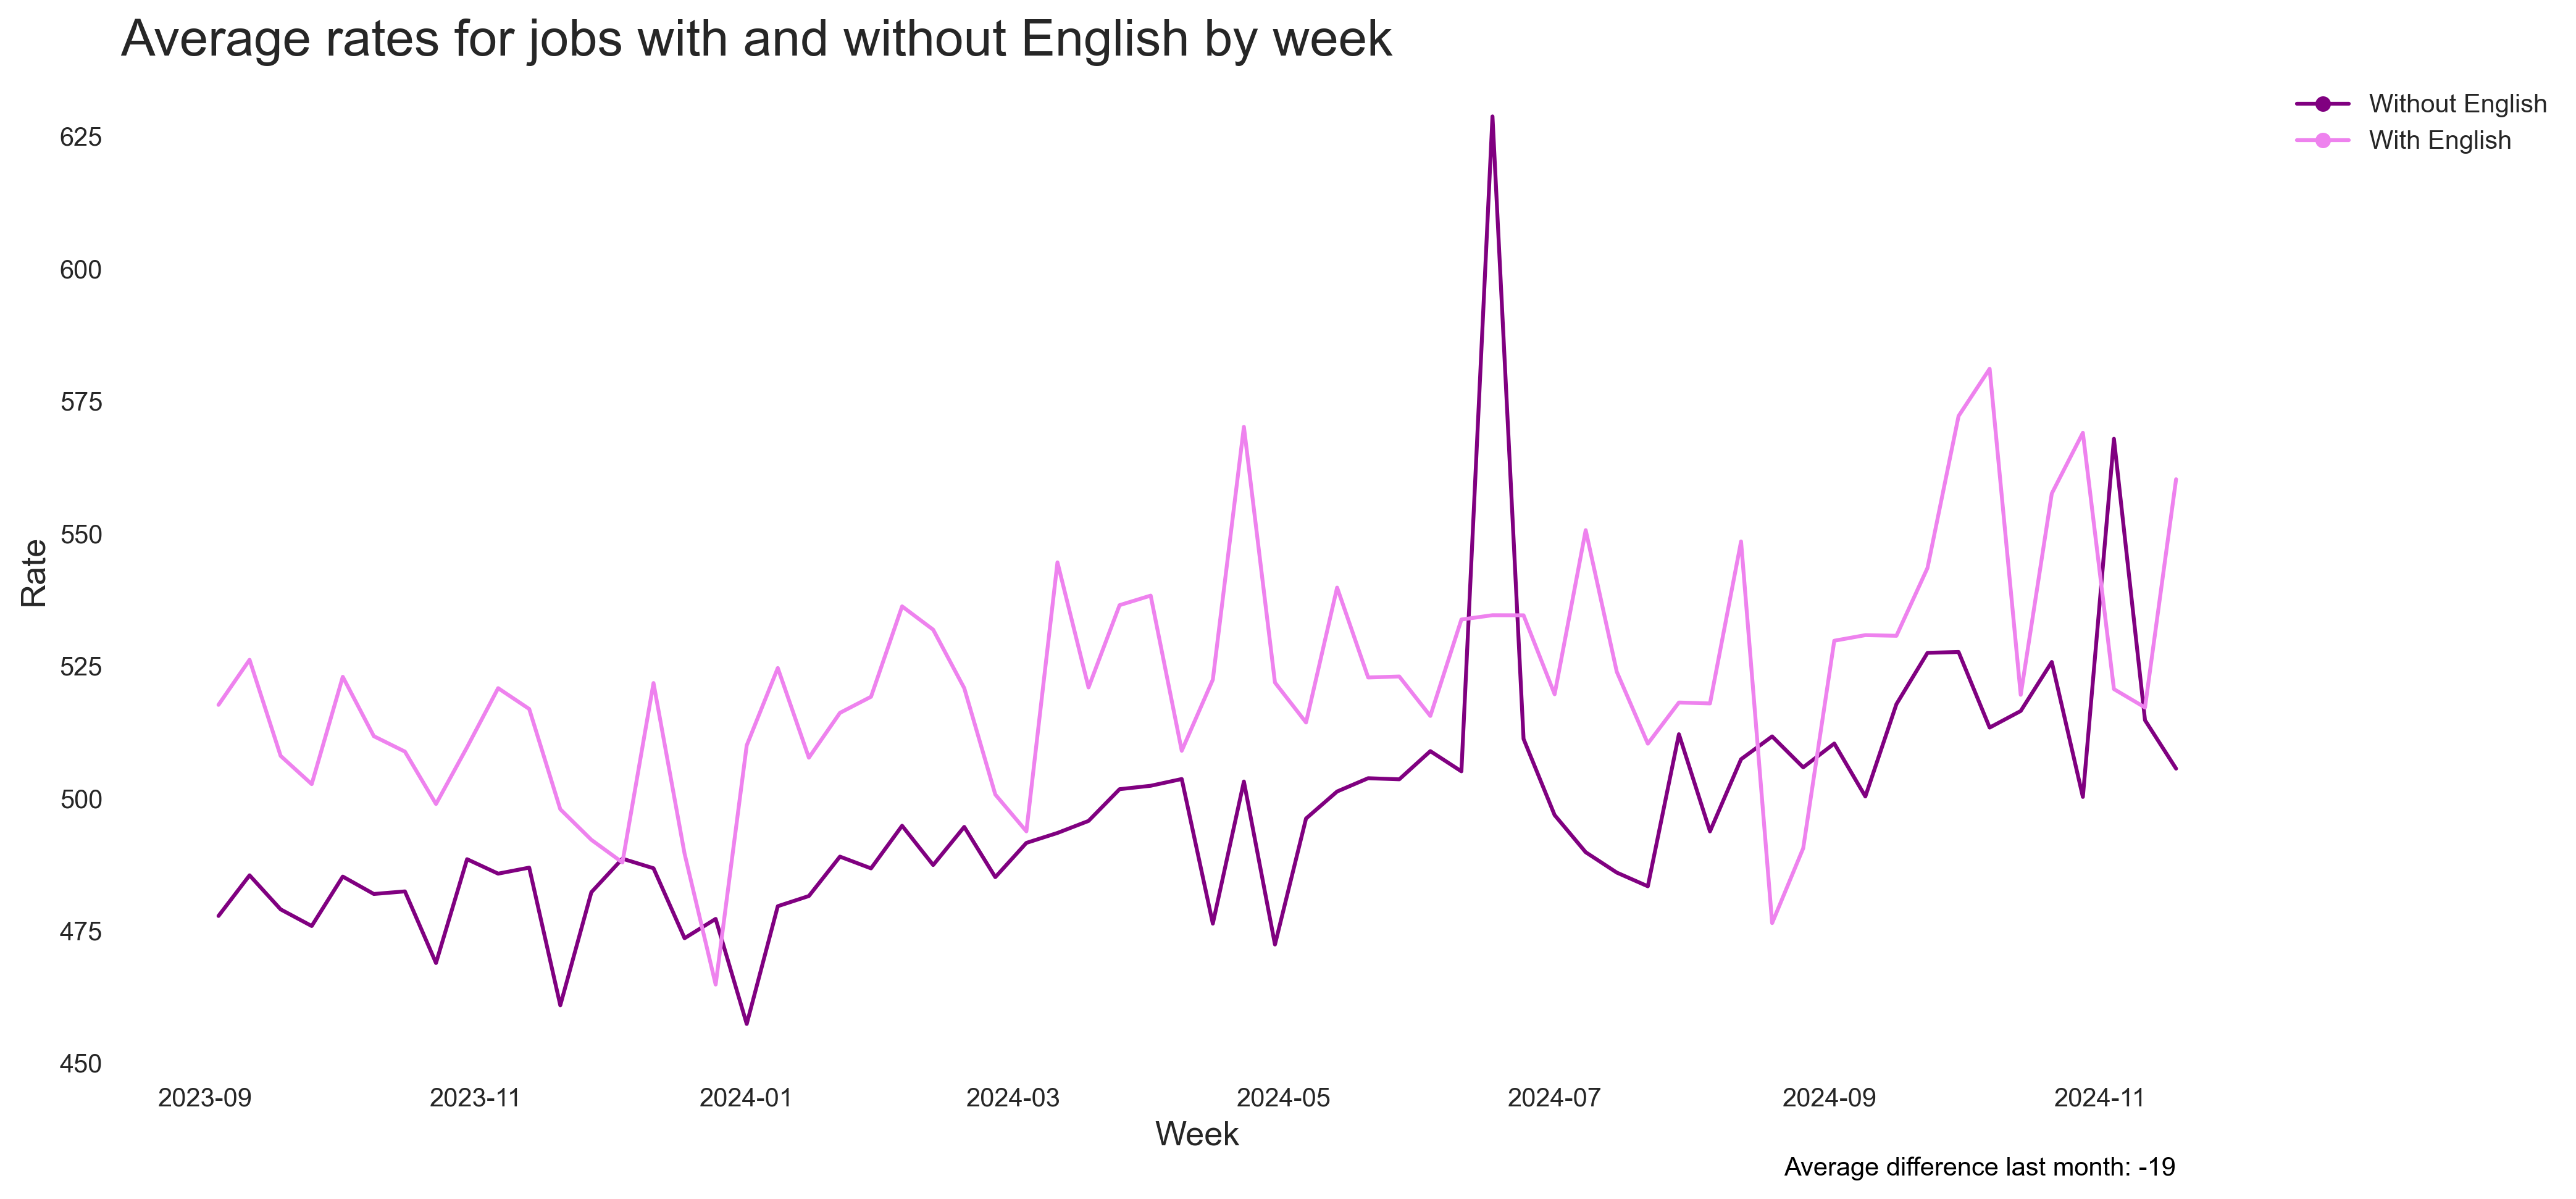 Average rates for jobs with and without English by week
Without English
With English
625
600
575
550
525
500
475
450
Rate
2023-09 2023-11 2024-01 2024-03 2024-05 2024-07 2024-09 2024-11
Week
Average difference last month: -19